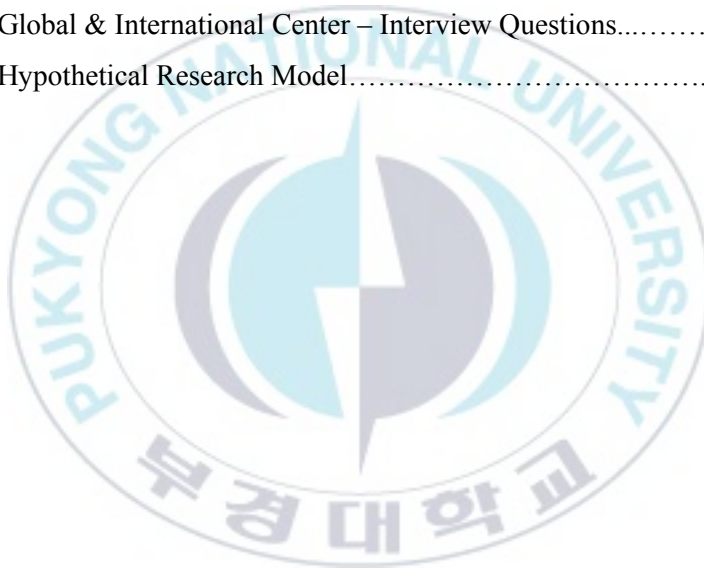 Global & International Center – Interview Questions...…….
Hypothetical Research Model……………………………….
PUKYONG NATIONAL UNIVERSITY
부경대학교